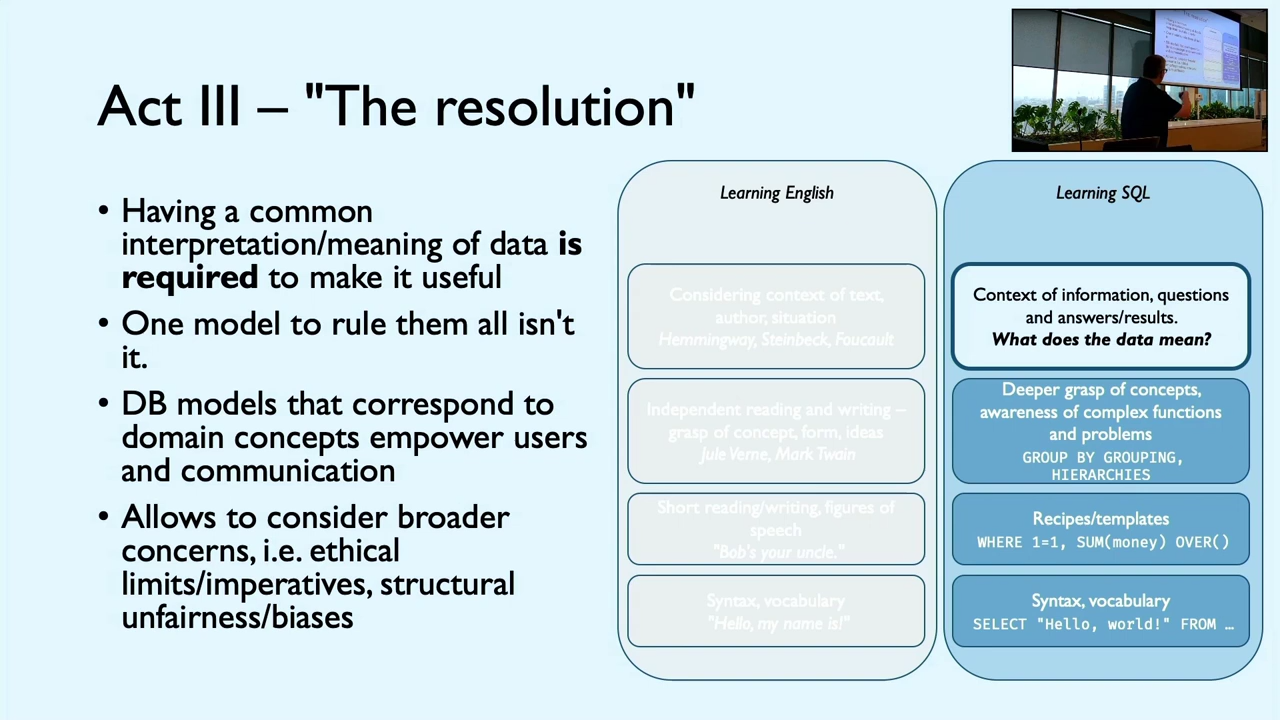 Act III – "The resolution"
• Having a common
interpretation/meaning of data is
required to make it useful
• One model to rule them all isn't
it.
• DB models that correspond to
domain concepts empower users
and communication
• Allows to consider broader
concerns, i.e. ethical
limits/imperatives, structural
unfairness/biases
Learning English
Considering context of text,
author, situation
Hemmingway, Steinbeck, Foucault
Independent reading and writing –
grasp of concept, form, ideas
Jule Verne, Mark Twain
Short reading/writing, figures of
speech
"Bob's your uncle."
Syntax, vocabulary
"Hello, my name is!"
Learning SQL
Context of information, questions
and answers/results.
What does the data mean?
Deeper grasp of concepts,
awareness of complex functions
and problems
GROUP BY GROUPING,
HIERARCHIES
Recipes/templates
WHERE 1=1, SUM(money) OVER()
Syntax, vocabulary
SELECT "Hello, world!" FROM …